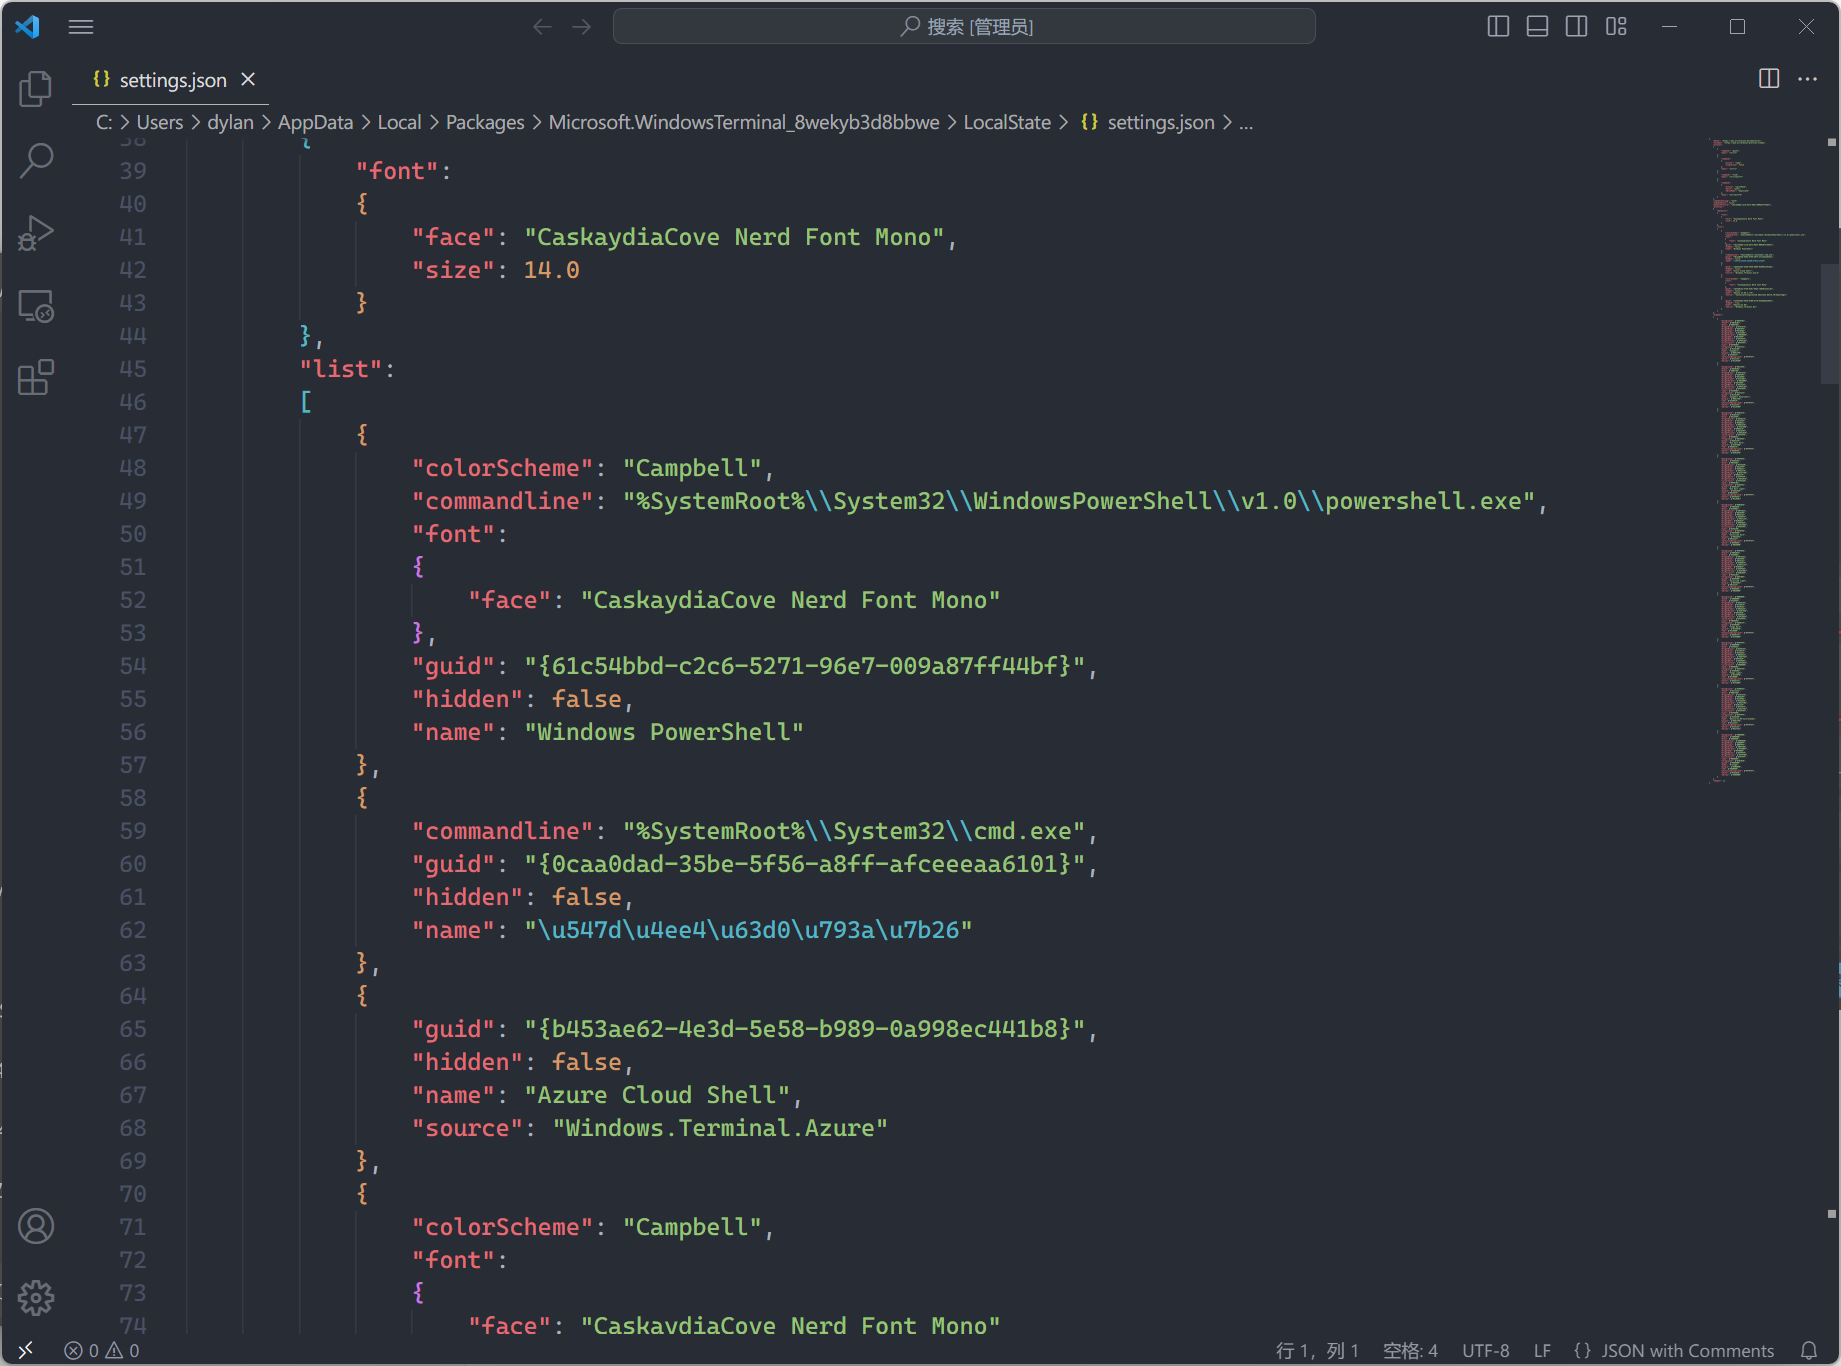 搜索 [管理员]
{} settings.json
C: > Users > dylan > AppData > Local > Packages > Microsoft.WindowsTerminal_8wekyb3d8bbwe > LocalState > {} settings.json > ...
38 {
39 "font":
40 {
41 "face": "CaskaydiaCove Nerd Font Mono",
42 "size": 14.0
43 }
44 },
45 "list":
46 [
47 {
48 "colorScheme": "Campbell",
49 "commandline": "%SystemRoot%\\System32\\WindowsPowerShell\\v1.0\\powershell.exe",
50 "font":
51 {
52 "face": "CaskaydiaCove Nerd Font Mono"
53 },
54 "guid": "{61c54bbd-c2c6-5271-96e7-009a87ff44bf}",
55 "hidden": false,
56 "name": "Windows PowerShell"
57 },
58 {
59 "commandline": "%SystemRoot%\\System32\\cmd.exe",
60 "guid": "{0caa0dad-35be-5f56-a8ff-afceeeaa6101}",
61 "hidden": false,
62 "name": "\u547d\u4ee4\u63d0\u793a\u7b26"
63 },
64 {
65 "guid": "{b453ae62-4e3d-5e58-b989-0a998ec441b8}",
66 "hidden": false,
67 "name": "Azure Cloud Shell",
68 "source": "Windows.Terminal.Azure"
69 },
70 {
71 "colorScheme": "Campbell",
72 "font":
73 {
74 "face": "CaskaydiaCove Nerd Font Mono"
0 0 行 1, 列 1 空格: 4 UTF-8 LF {} JSON with Comments